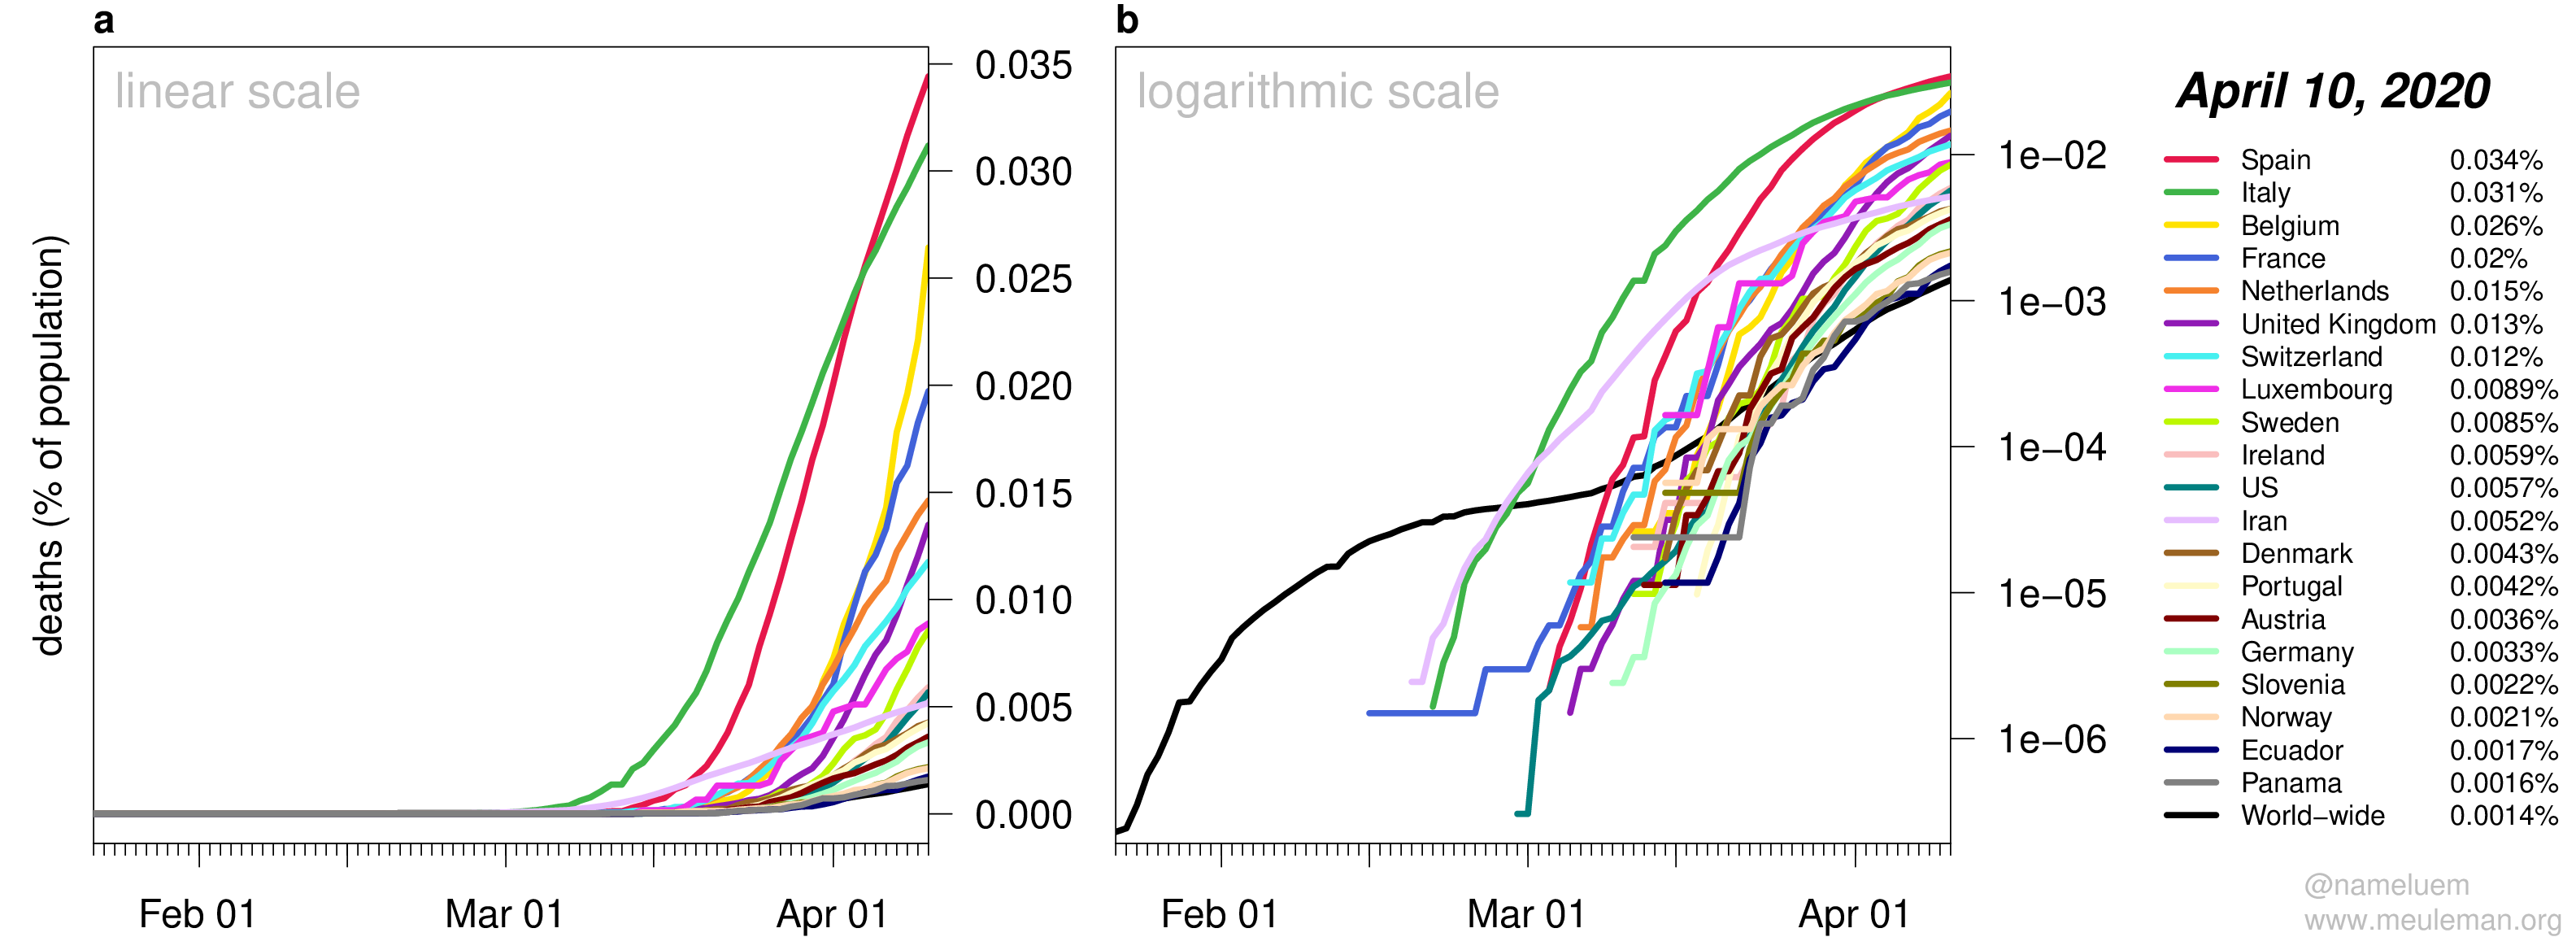 a
linear scale
deaths (% of population)
0.035
0.030
0.025
0.020
0.015
0.010
0.005
0.000
Feb 01 Mar 01 Apr 01
b
logarithmic scale
1e−02
1e−03
1e−04
1e−05
1e−06
Feb 01 Mar 01 Apr 01
April 10, 2020
Spain 0.034%
Italy 0.031%
Belgium 0.026%
France 0.02%
Netherlands 0.015%
United Kingdom 0.013%
Switzerland 0.012%
Luxembourg 0.0089%
Sweden 0.0085%
Ireland 0.0059%
US 0.0057%
Iran 0.0052%
Denmark 0.0043%
Portugal 0.0042%
Austria 0.0036%
Germany 0.0033%
Slovenia 0.0022%
Norway 0.0021%
Ecuador 0.0017%
Panama 0.0016%
World−wide 0.0014%
@nameluem
www.meuleman.org